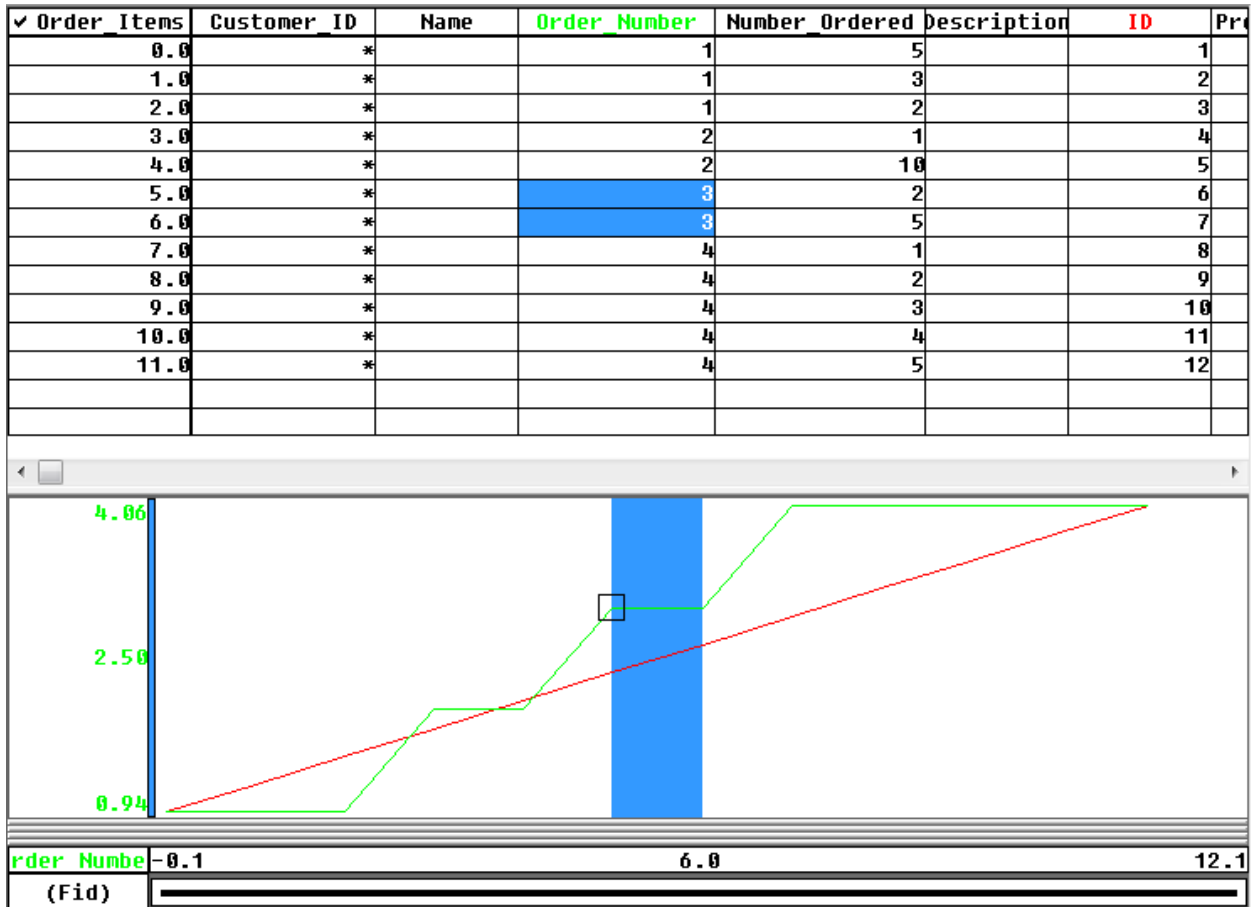 ✓ Order_Items Customer_ID Name Order_Number Number_Ordered Description ID Pro
0.0 * 1 5 1
1.0 * 1 3 2
2.0 * 1 2 3
3.0 * 2 1 4
4.0 * 2 10 5
5.0 * 3 2 6
6.0 * 3 5 7
7.0 * 4 1 8
8.0 * 4 2 9
9.0 * 4 3 10
10.0 * 4 4 11
11.0 * 4 5 12
4.06
2.50
0.94
rder Numbe -0.1 6.0 12.1
(Fid)